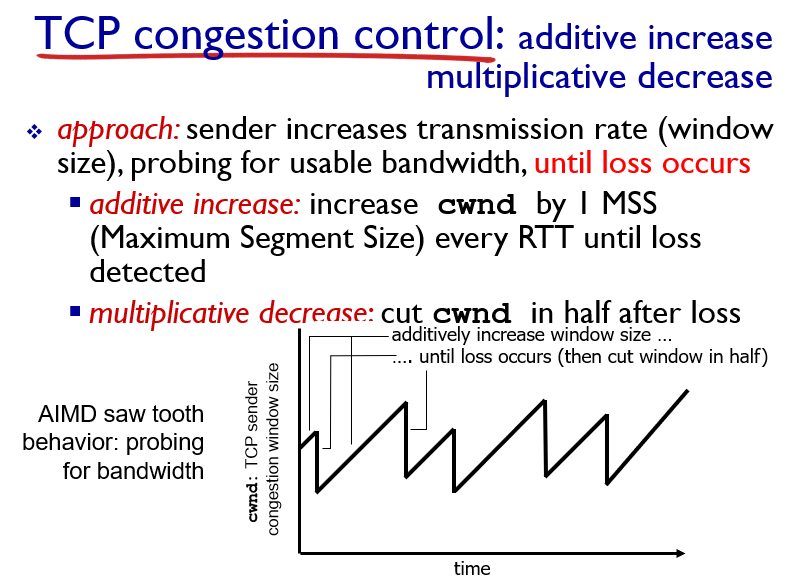 TCP congestion control: additive increase
multiplicative decrease
approach: sender increases transmission rate (window
size), probing for usable bandwidth, until loss occurs
additive increase: increase cwnd by 1 MSS
(Maximum Segment Size) every RTT until loss
detected
multiplicative decrease: cut cwnd in half after loss
additively increase window size ...
.... until loss occurs (then cut window in half)
AIMD saw tooth
behavior: probing
for bandwidth
cwnd: TCP sender
congestion window size
time